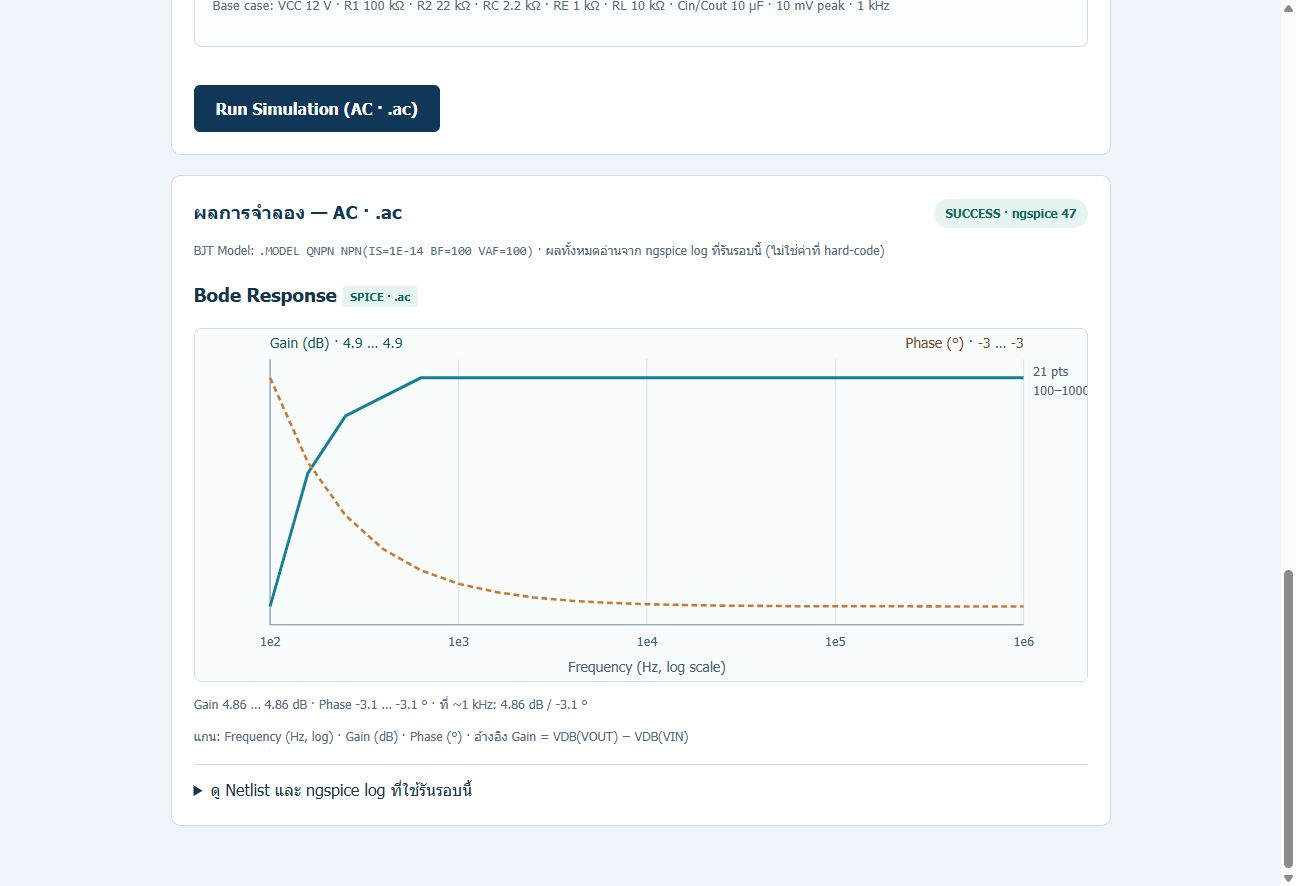 Base case: VCC 12 V · R1 100 kΩ · R2 22 kΩ · RC 2.2 kΩ · RE 1 kΩ · RL 10 kΩ · Cin/Cout 10 µF · 10 mV peak · 1 kHz
Run Simulation (AC · .ac)
ผลการจำลอง — AC · .ac
SUCCESS · ngspice 47
BJT Model: .MODEL QNPN NPN(IS=1E-14 BF=100 VAF=100) · ผลทั้งหมดอ่านจาก ngspice log ที่รันรอบนี้ (ไม่ใช่ค่าที่ hard-code)
Bode Response SPICE · .ac
Gain (dB) · 4.9 … 4.9
Phase (°) · -3 … -3
21 pts
100–1000
1e2 1e3 1e4 1e5 1e6
Frequency (Hz, log scale)
Gain 4.86 … 4.86 dB · Phase -3.1 … -3.1 ° · ที่ ~1 kHz: 4.86 dB / -3.1 °
แกน: Frequency (Hz, log) · Gain (dB) · Phase (°) · อ้างอิง Gain = VDB(VOUT) − VDB(VIN)
▶ ดู Netlist และ ngspice log ที่ใช้รันรอบนี้